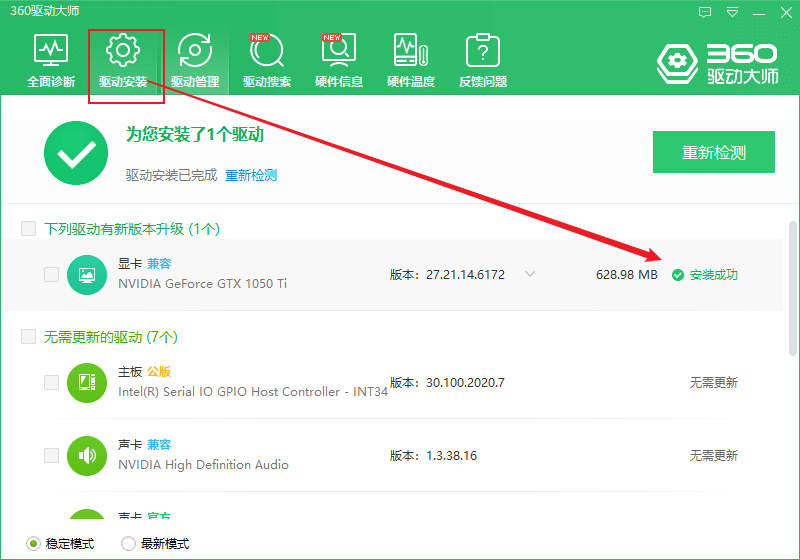 360驱动大师
全面诊断
驱动安装
驱动管理
NEW
驱动搜索
NEW
硬件信息
硬件温度
?
反馈问题
360
驱动大师
为您安装了1个驱动
驱动安装已完成 重新检测
重新检测
下列驱动有新版本升级 (1个)
显卡 兼容
NVIDIA GeForce GTX 1050 Ti
版本： 27.21.14.6172
628.98 MB
安装成功
无需更新的驱动 (7个)
主板 公版
Intel(R) Serial IO GPIO Host Controller - INT34
版本： 30.100.2020.7
无需更新
声卡 兼容
NVIDIA High Definition Audio
版本： 1.3.38.16
无需更新
声卡 官方
稳定模式
最新模式